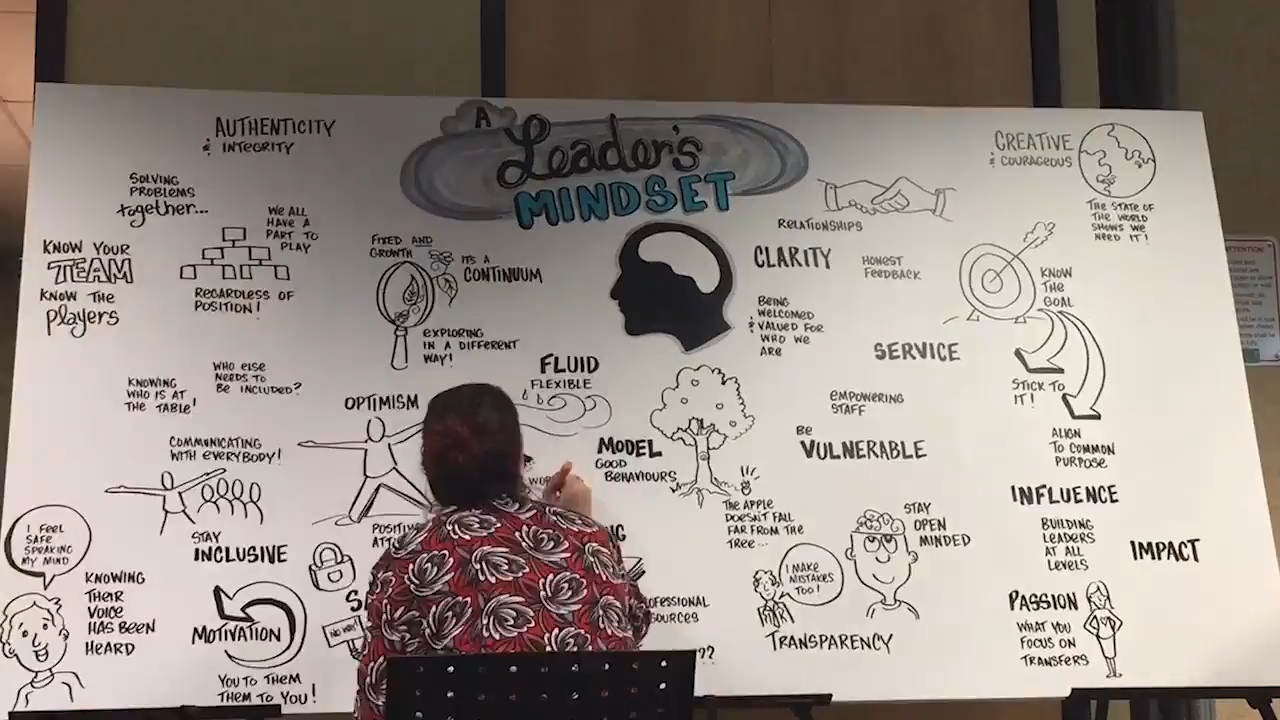 A
Leader's
MINDSET
AUTHENTICITY
& INTEGRITY
SOLVING
PROBLEMS
together...
WE ALL
HAVE A
PART TO
PLAY
KNOW YOUR
TEAM
KNOW THE
players
REGARDLESS OF
POSITION!
FIXED AND
GROWTH
IT'S A
CONTINUUM
EXPLORING
IN A DIFFERENT
WAY!
CREATIVE
& COURAGEOUS
THE STATE OF
THE WORLD
SHOWS WE
NEED IT!
RELATIONSHIPS
CLARITY
HONEST
FEEDBACK
KNOW
THE
GOAL
BEING
WELCOMED
& VALUED FOR
WHO WE
ARE
SERVICE
STICK TO
IT!
ALIGN
TO COMMON
PURPOSE
WHO ELSE
NEEDS TO
BE INCLUDED?
KNOWING
WHO IS AT
THE TABLE!
OPTIMISM
FLUID
FLEXIBLE
COMMUNICATING
WITH EVERYBODY!
MODEL
GOOD
BEHAVIOURS
EMPOWERING
STAFF
BE
VULNERABLE
THE APPLE
DOESN'T FALL
FAR FROM THE
TREE...
STAY
OPEN
MINDED
INFLUENCE
BUILDING
LEADERS
AT ALL
LEVELS
IMPACT
STAY
INCLUSIVE
I FEEL
SAFE
SPEAKING
MY MIND
KNOWING
THEIR
VOICE
HAS BEEN
HEARD
MOTIVATION
YOU TO THEM
THEM TO YOU!
NO WAY!
I MAKE
MISTAKES
TOO!
TRANSPARENCY
PASSION
WHAT YOU
FOCUS ON
TRANSFERS